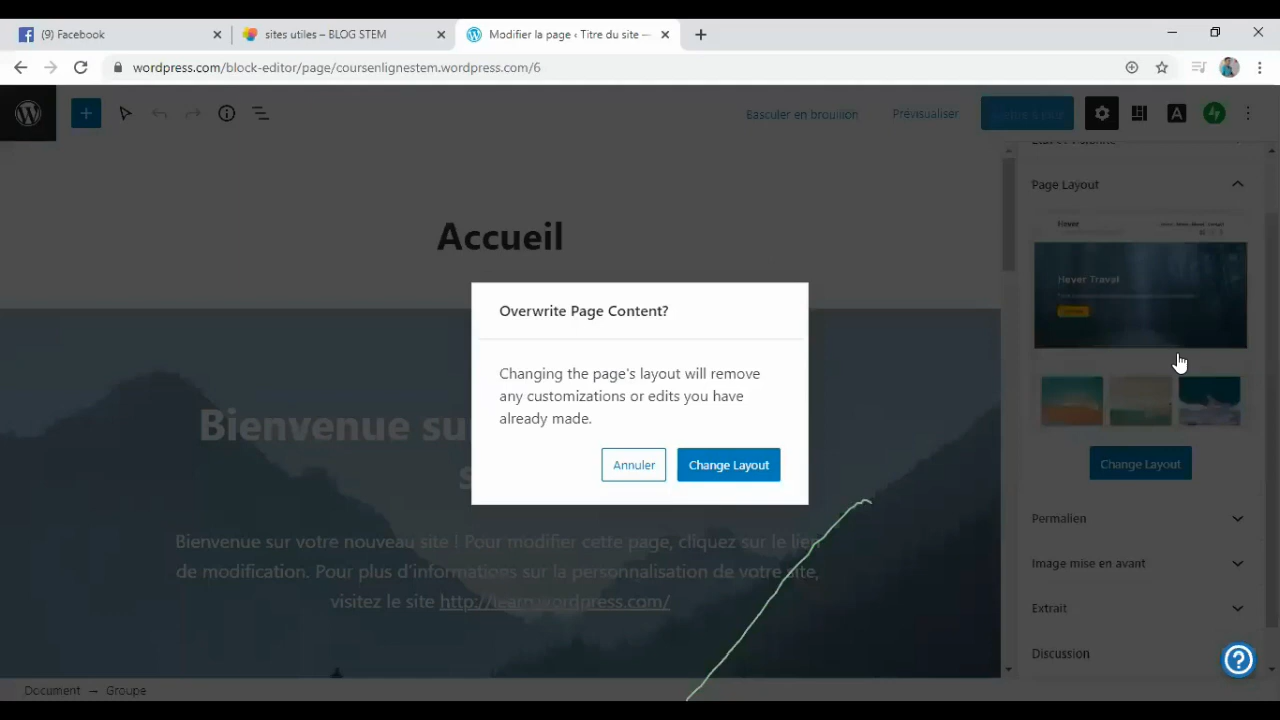 (9) Facebook
sites utiles – BLOG STEM
Modifier la page ‹ Titre du site —
wordpress.com/block-editor/page/coursenlignestem.wordpress.com/6
Basculer en brouillon
Prévisualiser
Page Layout
Accueil
Hever
Hever Travel
Overwrite Page Content?
Changing the page's layout will remove
any customizations or edits you have
already made.
Annuler
Change Layout
Change Layout
Bienvenue su
Permalien
Image mise en avant
Extrait
Discussion
Bienvenue sur votre nouveau site ! Pour modifier cette page, cliquez sur le lien
de modification. Pour plus d'informations sur la personnalisation de votre site,
visitez le site http://learn.wordpress.com/
Document → Groupe